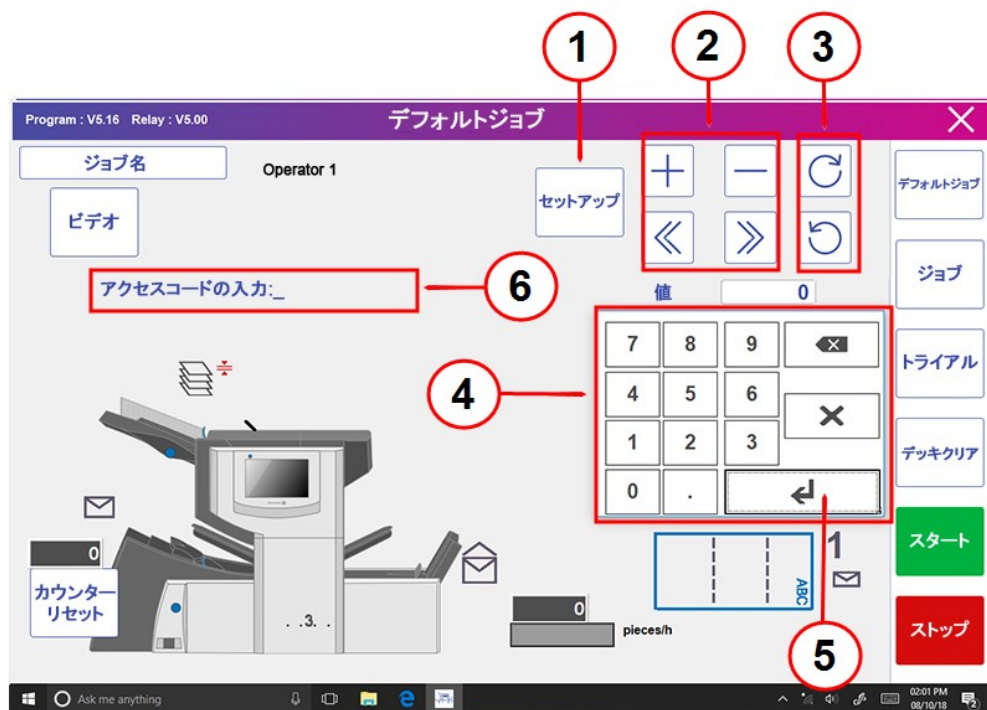 1
2
3
Program : V5.16 Relay : V5.00
デフォルトジョブ
ジョブ名
Operator 1
ビデオ
セットアップ
デフォルトジョブ
アクセスコードの入力:_
6
値
0
ジョブ
7 8 9
4 5 6
1 2 3
0 .
4
トライアル
デッキクリア
0
カウンター
リセット
. .3. .
0
pieces/h
ABC
1
スタート
ストップ
5
Ask me anything
02:01 PM
08/10/18
2